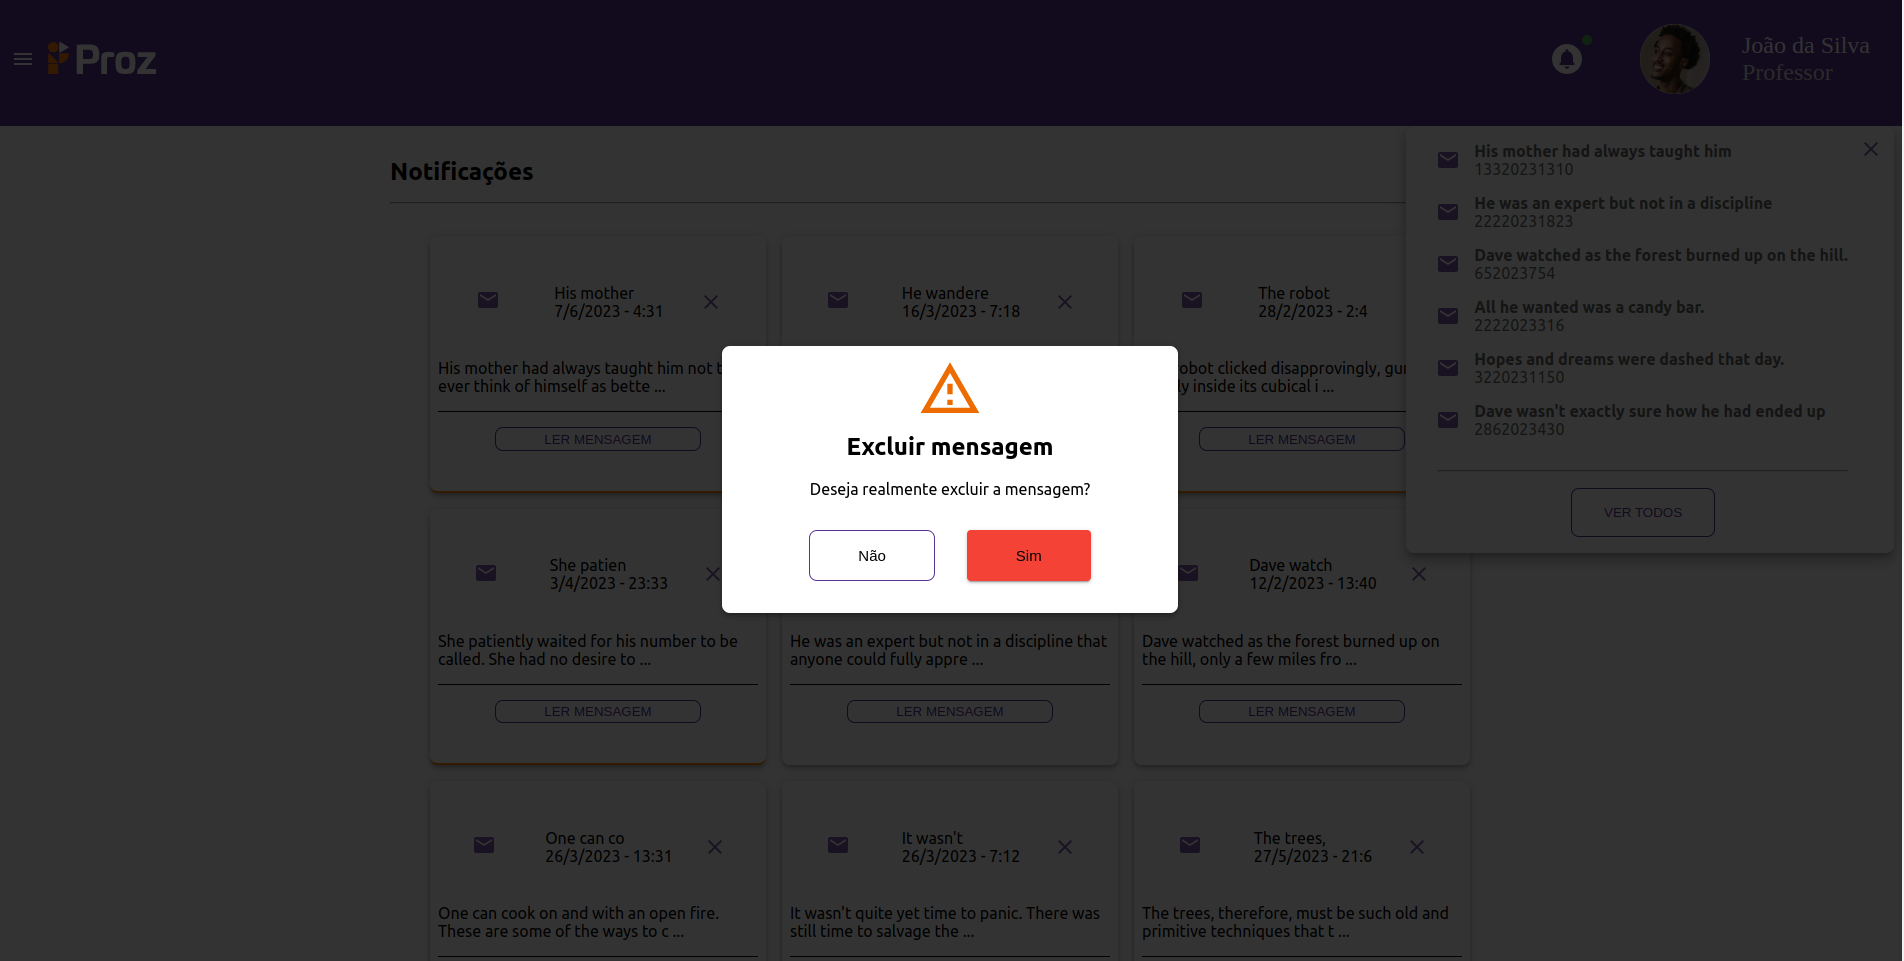 Proz
João da Silva
Professor
Notificações
His mother had always taught him
13320231310
He was an expert but not in a discipline
22220231823
Dave watched as the forest burned up on the hill.
652023754
All he wanted was a candy bar.
2222023316
Hopes and dreams were dashed that day.
3220231150
Dave wasn't exactly sure how he had ended up
2862023430
VER TODOS
His mother
7/6/2023 - 4:31
His mother had always taught him not t
ever think of himself as bette ...
LER MENSAGEM
He wandere
16/3/2023 - 7:18
The robot
28/2/2023 - 2:4
obot clicked disapprovingly, gur
ly inside its cubical i ...
LER MENSAGEM
Excluir mensagem
Deseja realmente excluir a mensagem?
Não
Sim
She patien
3/4/2023 - 23:33
She patiently waited for his number to be
called. She had no desire to ...
LER MENSAGEM
He was an expert but not in a discipline that
anyone could fully appre ...
LER MENSAGEM
Dave watch
12/2/2023 - 13:40
Dave watched as the forest burned up on
the hill, only a few miles fro ...
LER MENSAGEM
One can co
26/3/2023 - 13:31
One can cook on and with an open fire.
These are some of the ways to c ...
It wasn't
26/3/2023 - 7:12
It wasn't quite yet time to panic. There was
still time to salvage the ...
The trees,
27/5/2023 - 21:6
The trees, therefore, must be such old and
primitive techniques that t ...